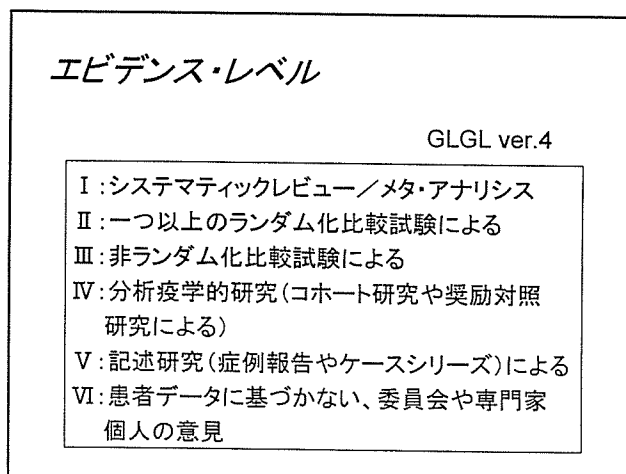 エビデンス・レベル
GLGL ver.4
Ⅰ:システマティックレビュー/メタ・アナリシス
Ⅱ:一つ以上のランダム化比較試験による
Ⅲ:非ランダム化比較試験による
Ⅳ:分析疫学的研究(コホート研究や奨励対照
研究による)
Ⅴ:記述研究(症例報告やケースシリーズ)による
Ⅵ:患者データに基づかない、委員会や専門家
個人の意見